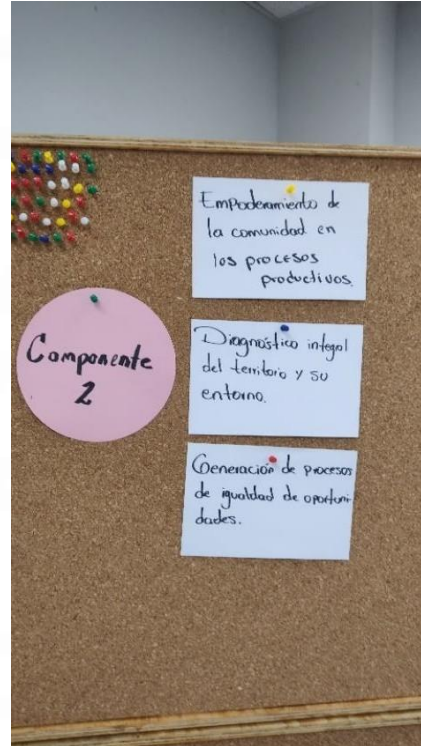 Componente
2
Empoderamiento de
la comunidad en
los procesos
productivos.
Diagnóstico integal
del territorio y su
entorno.
Generación de procesos
de igualdad de oportuni-
dades.